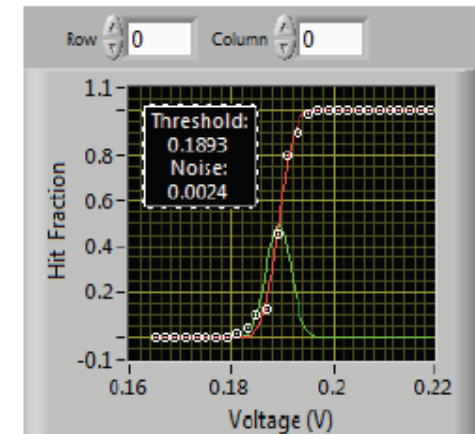 Row 0 Column 0
1.1
0.8
0.6
0.4
0.2
-0.1
Hit Fraction
Threshold:
0.1893
Noise:
0.0024
0.16 0.18 0.2 0.22
Voltage (V)